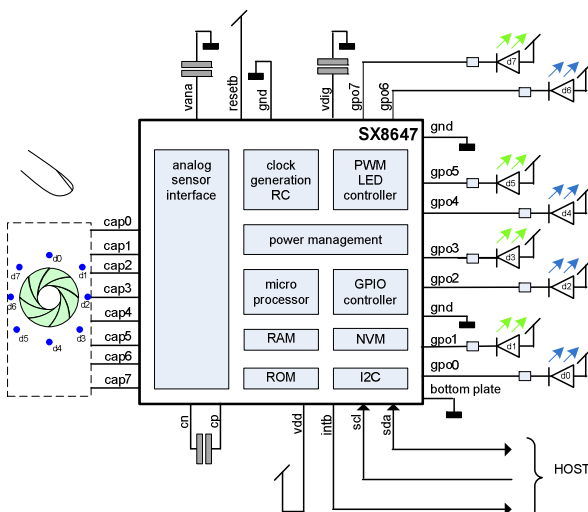 vana
resetb
gnd
vdig
gpo7
gpo6
d7
d6
SX8647
gnd
analog
sensor
interface
clock
generation
RC
PWM
LED
controller
gpo5
d5
gpo4
d4
power management
gpo3
d3
micro
processor
GPIO
controller
gpo2
d2
gnd
RAM
NVM
gpo1
d1
ROM
I2C
gpo0
d0
bottom plate
cap0
cap1
cap2
cap3
cap4
cap5
cap6
cap7
d0
d7
d1
d6
d2
d5
d3
d4
cn
cp
vdd
intb
scl
sda
HOST